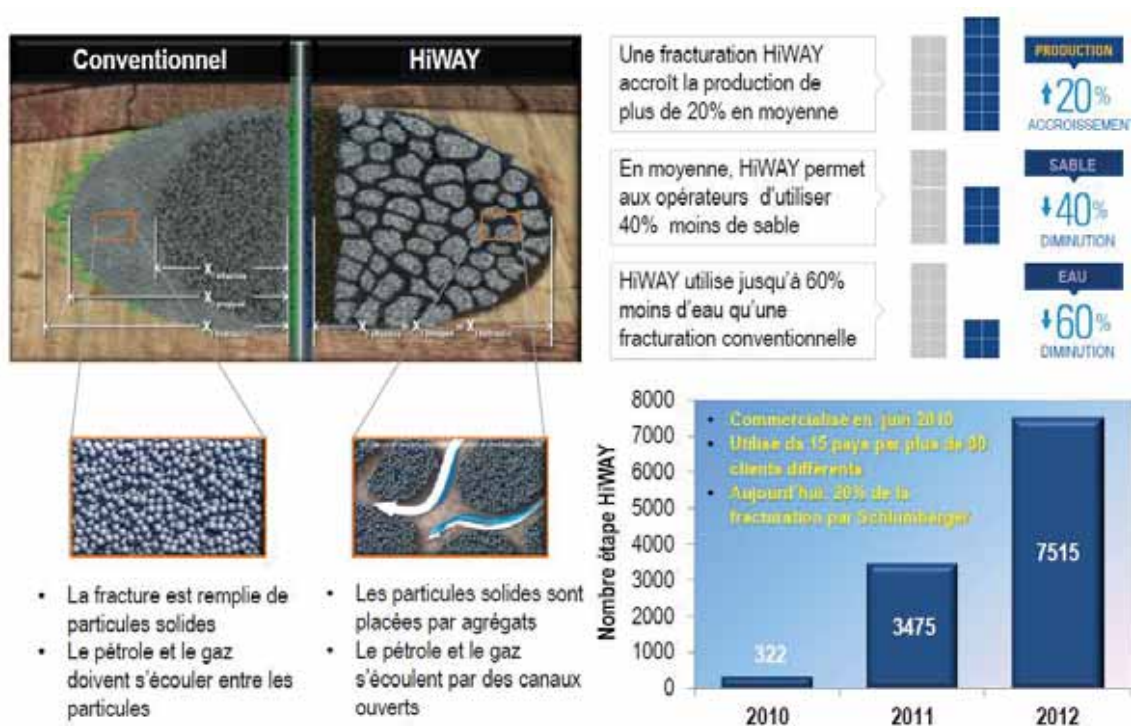 Conventionnel
HiWAY
Une fracturation HiWAY
accroît la production de
plus de 20% en moyenne
PRODUCTION
20%
ACCROISSEMENT
En moyenne, HiWAY permet
aux opérateurs d'utiliser
40% moins de sable
SABLE
40%
DIMINUTION
HiWAY utilise jusqu'à 60%
moins d'eau qu'une
fracturation conventionnelle
EAU
60%
DIMINUTION
X
X
X
X
X
X
• La fracture est remplie de
particules solides
• Le pétrole et le gaz
doivent s'écouler entre les
particules
• Les particules solides sont
placées par agrégats
• Le pétrole et le gaz
s'écoulent par des canaux
ouverts
Nombre étape HiWAY
8000
7000
6000
5000
4000
3000
2000
1000
0
• Commercialise en juin 2010
• Utilise da 15 pays par plus de
clients différents
• Aujourd'hui, 20% de la
fracturation par Schlumberger
322
3475
7515
2010
2011
2012